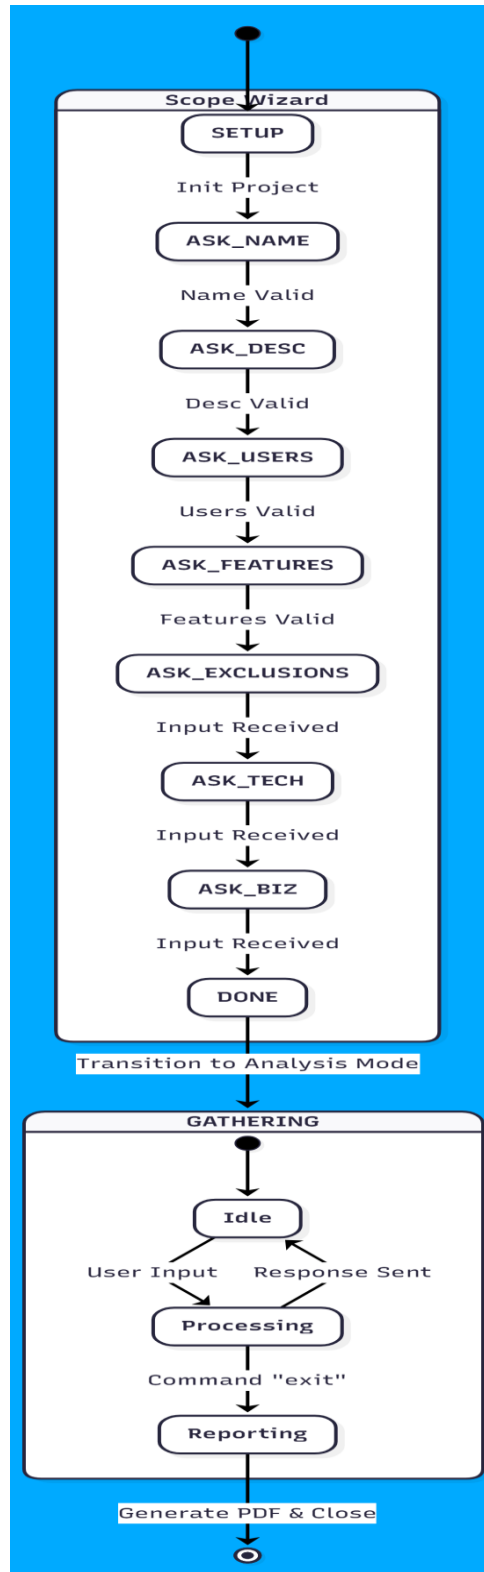 Scope Wizard
SETUP
Init Project
ASK_NAME
Name Valid
ASK_DESC
Desc Valid
ASK_USERS
Users Valid
ASK_FEATURES
Features Valid
ASK_EXCLUSIONS
Input Received
ASK_TECH
Input Received
ASK_BIZ
Input Received
DONE
Transition to Analysis Mode
GATHERING
Idle
User Input Response Sent
Processing
Command "exit"
Reporting
Generate PDF & Close